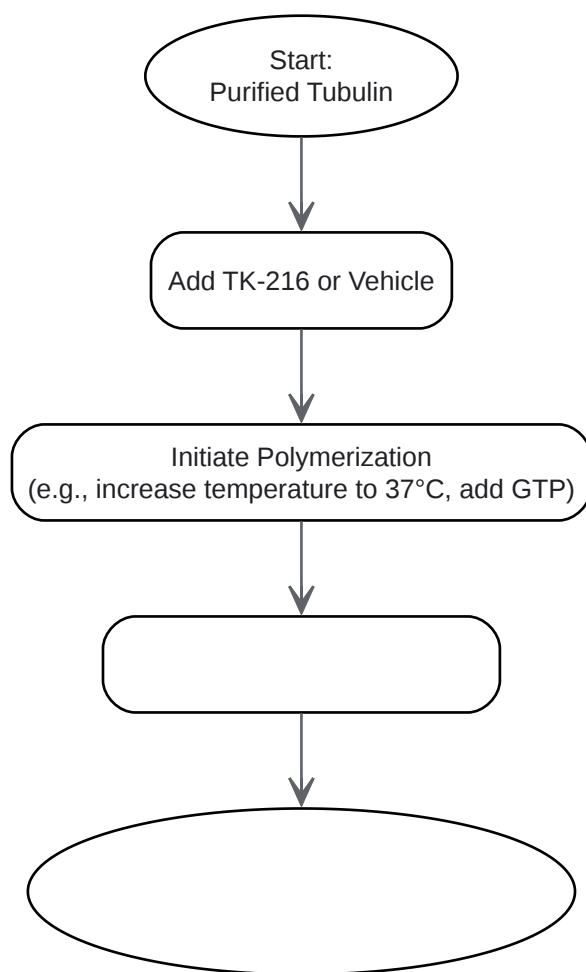 Start:
Purified Tubulin
Add TK-216 or Vehicle
Initiate Polymerization
(e.g., increase temperature to 37°C, add GTP)